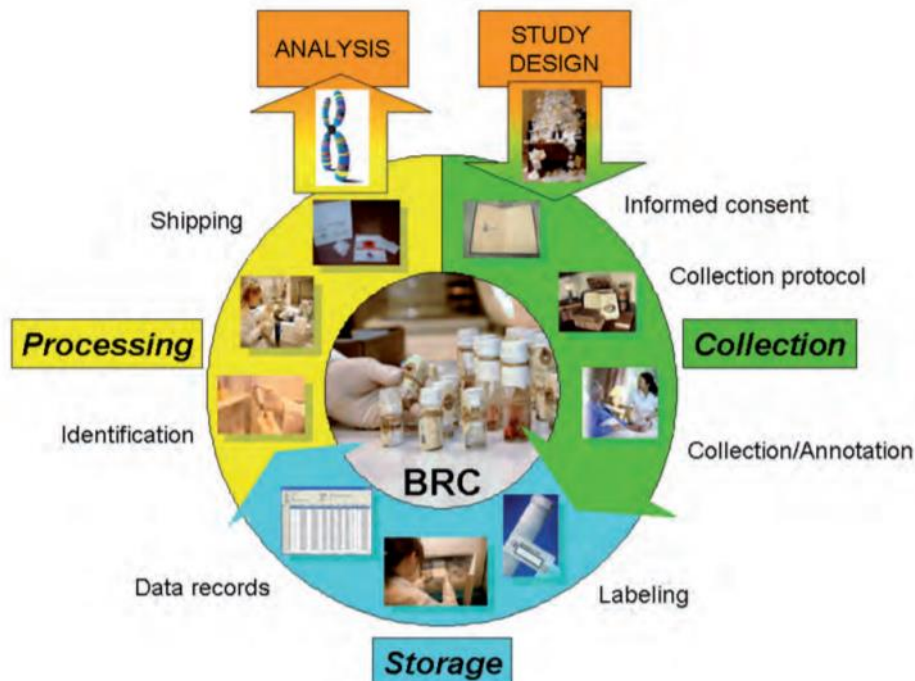 ANALYSIS
STUDY
DESIGN
Shipping
Informed consent
Collection protocol
Processing
Collection
Identification
Collection/Annotation
BRC
Data records
Labeling
Storage